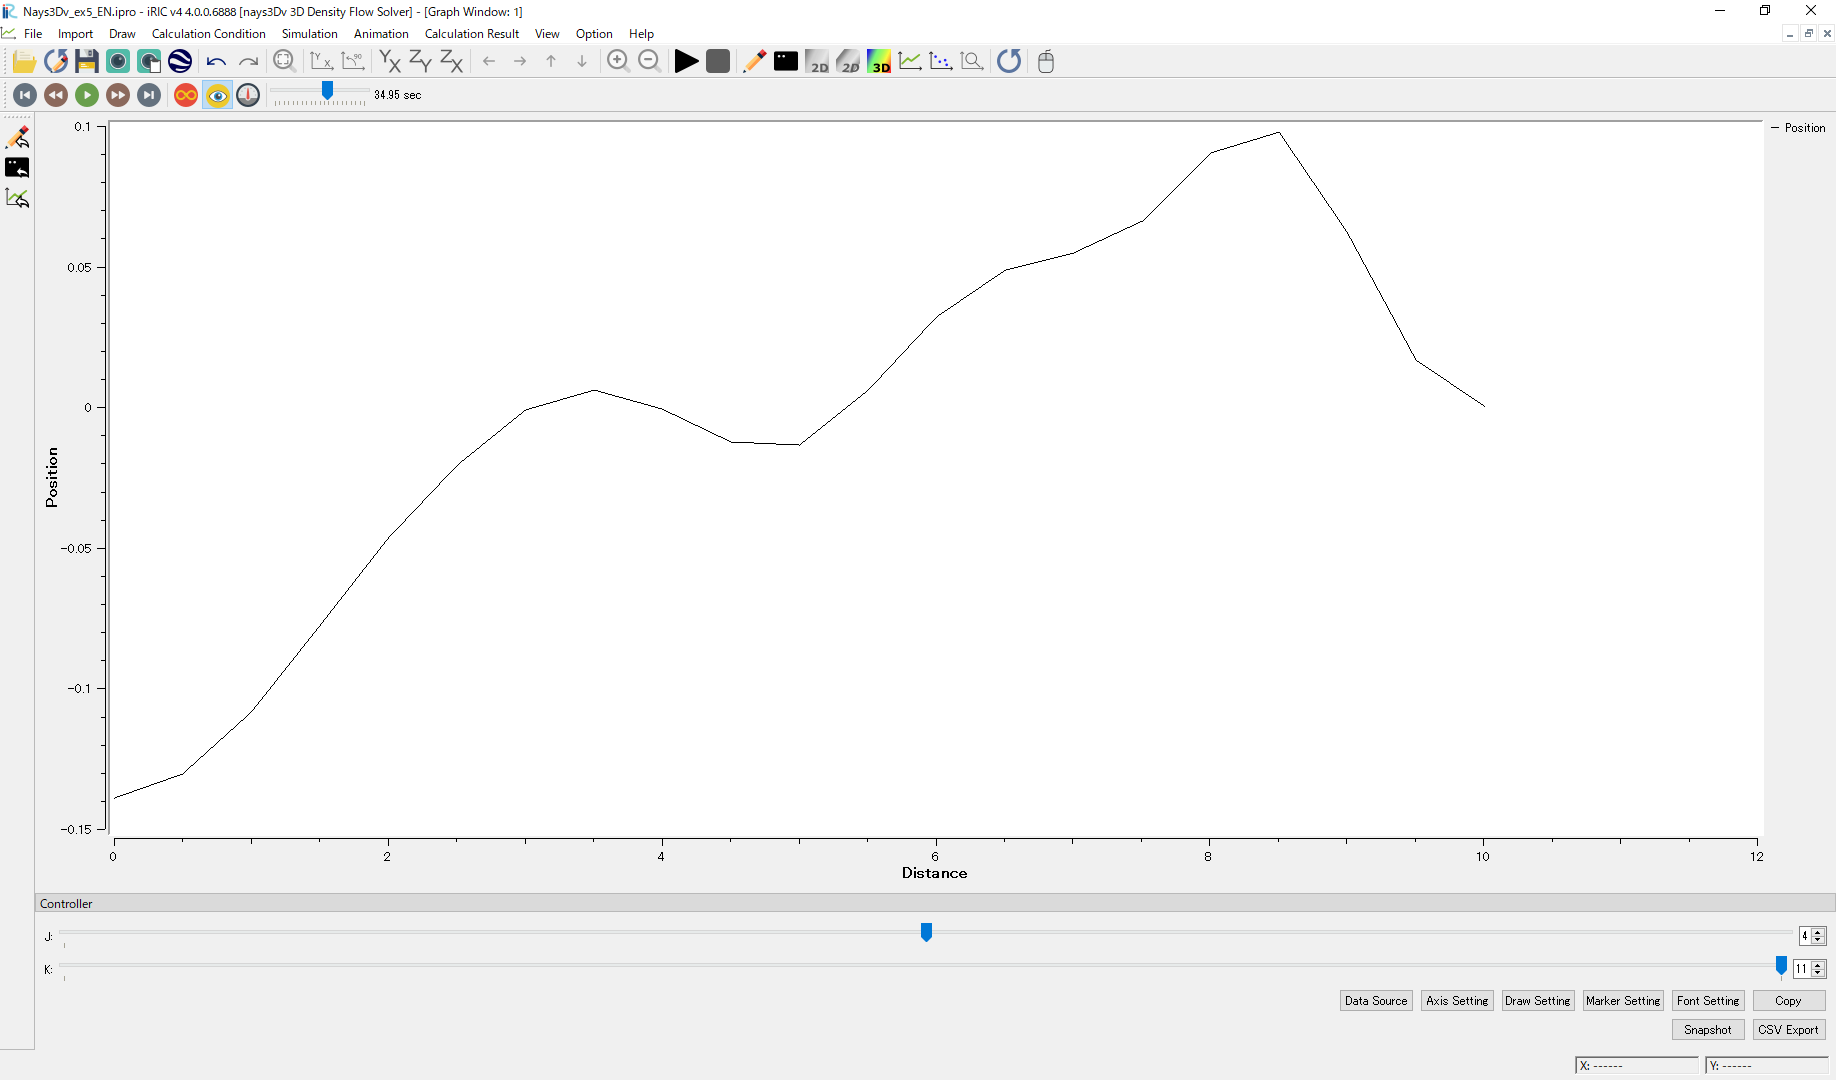 Nays3Dv_ex5_EN.ipro - iRIC v4 4.0.0.6888 [nays3Dv 3D Density Flow Solver] - [Graph Window: 1]
File Import Draw Calculation Condition Simulation Animation Calculation Result View Option Help
34.95 sec
Position
0.1
0.05
0
-0.05
-0.1
-0.15
Position
0 2 4 6 8 10 12
Distance
Controller
J: 4
K: 11
Data Source Axis Setting Draw Setting Marker Setting Font Setting Copy
Snapshot CSV Export
X: ------ Y: ------